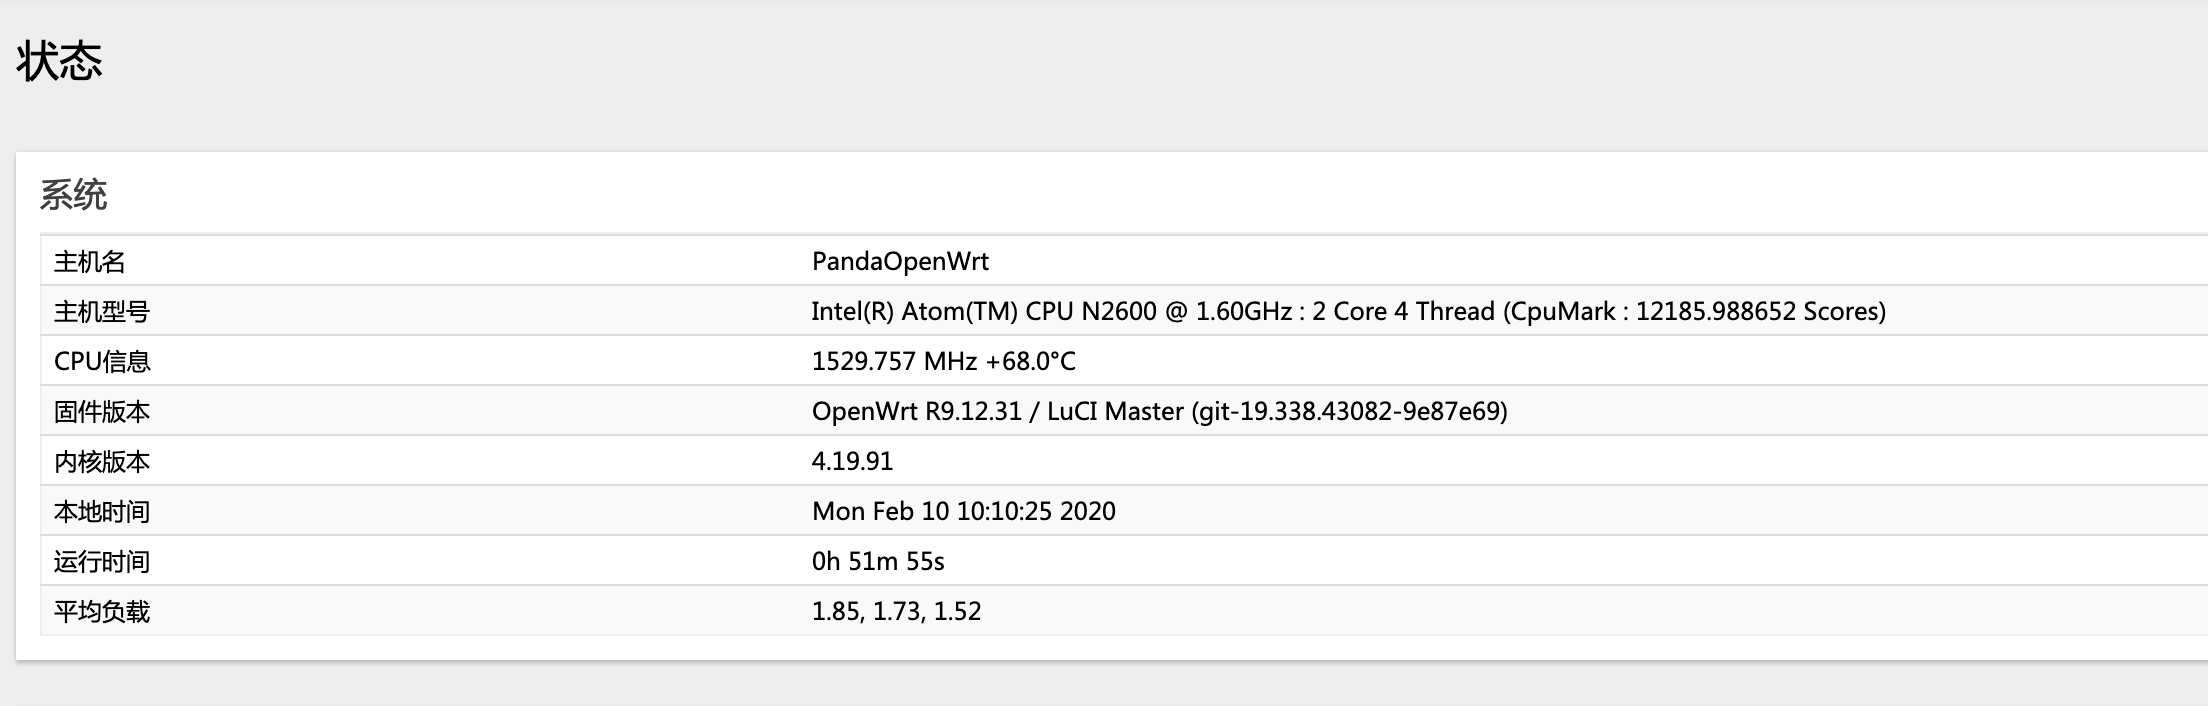 状态
系统
主机名 PandaOpenWrt
主机型号 Intel(R) Atom(TM) CPU N2600 @ 1.60GHz : 2 Core 4 Thread (CpuMark : 12185.988652 Scores)
CPU信息 1529.757 MHz +68.0°C
固件版本 OpenWrt R9.12.31 / LuCI Master (git-19.338.43082-9e87e69)
内核版本 4.19.91
本地时间 Mon Feb 10 10:10:25 2020
运行时间 0h 51m 55s
平均负载 1.85, 1.73, 1.52